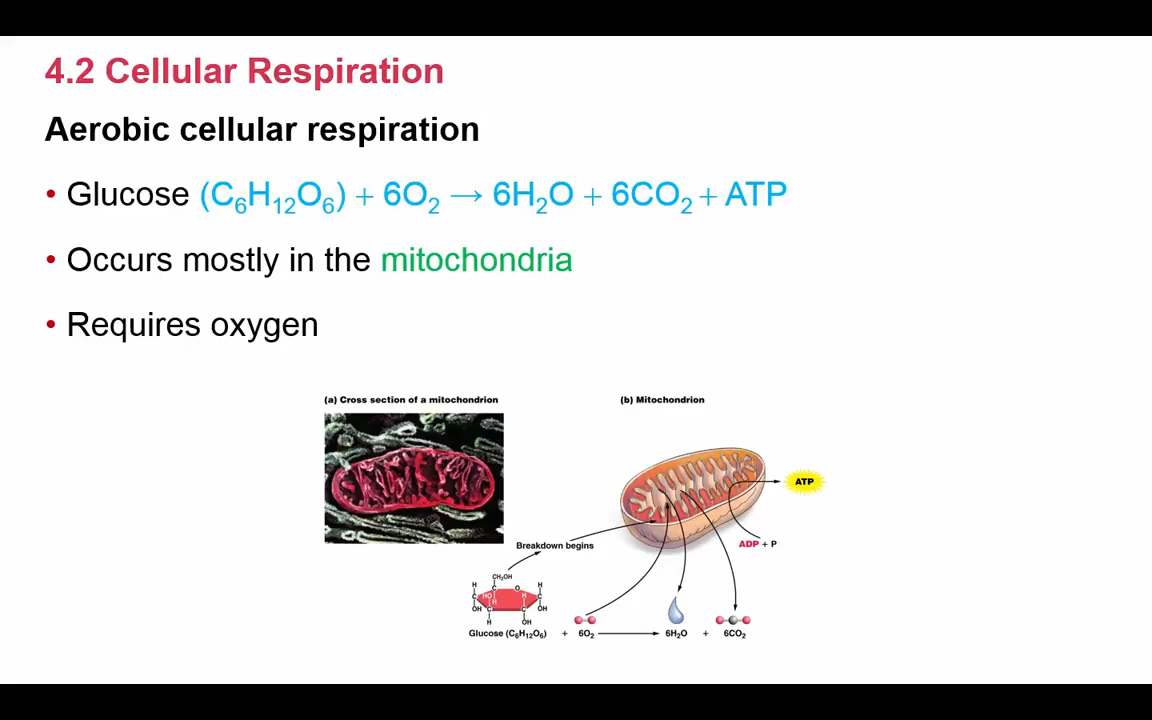 4.2 Cellular Respiration
Aerobic cellular respiration
• Glucose (C₆H₁₂O₆) + 6O₂ → 6H₂O + 6CO₂ + ATP
• Occurs mostly in the mitochondria
• Requires oxygen
(a) Cross section of a mitochondrion
(b) Mitochondrion
ATP
Breakdown begins
ADP + P
CH₂OH
H C O H
C HO H C
OH H H OH
C C
H OH
Glucose (C₆H₁₂O₆) + 6O₂ → 6H₂O + 6CO₂